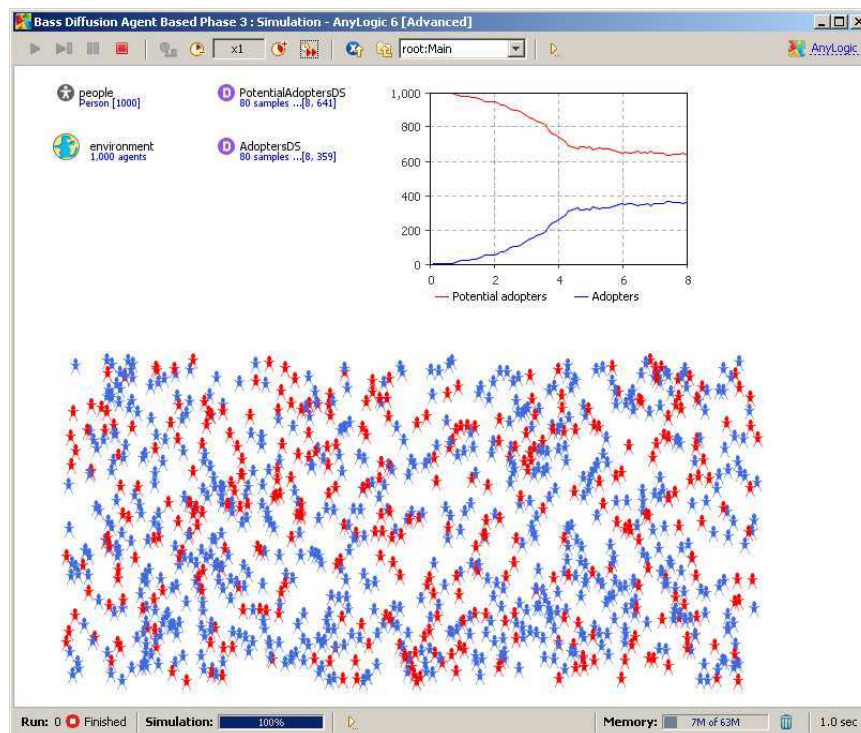 Bass Diffusion Agent Based Phase 3 : Simulation - AnyLogic 6 [Advanced]
x1
root:Main
AnyLogic
people
Person [1000]
D PotentialAdoptersDS
80 samples ...[8, 641]
environment
1,000 agents
D AdoptersDS
80 samples ...[8, 359]
1,000
800
600
400
200
0
0 2 4 6 8
Potential adopters Adopters
Run: 0 Finished Simulation: 100% Memory: 7M of 63M 1.0 sec